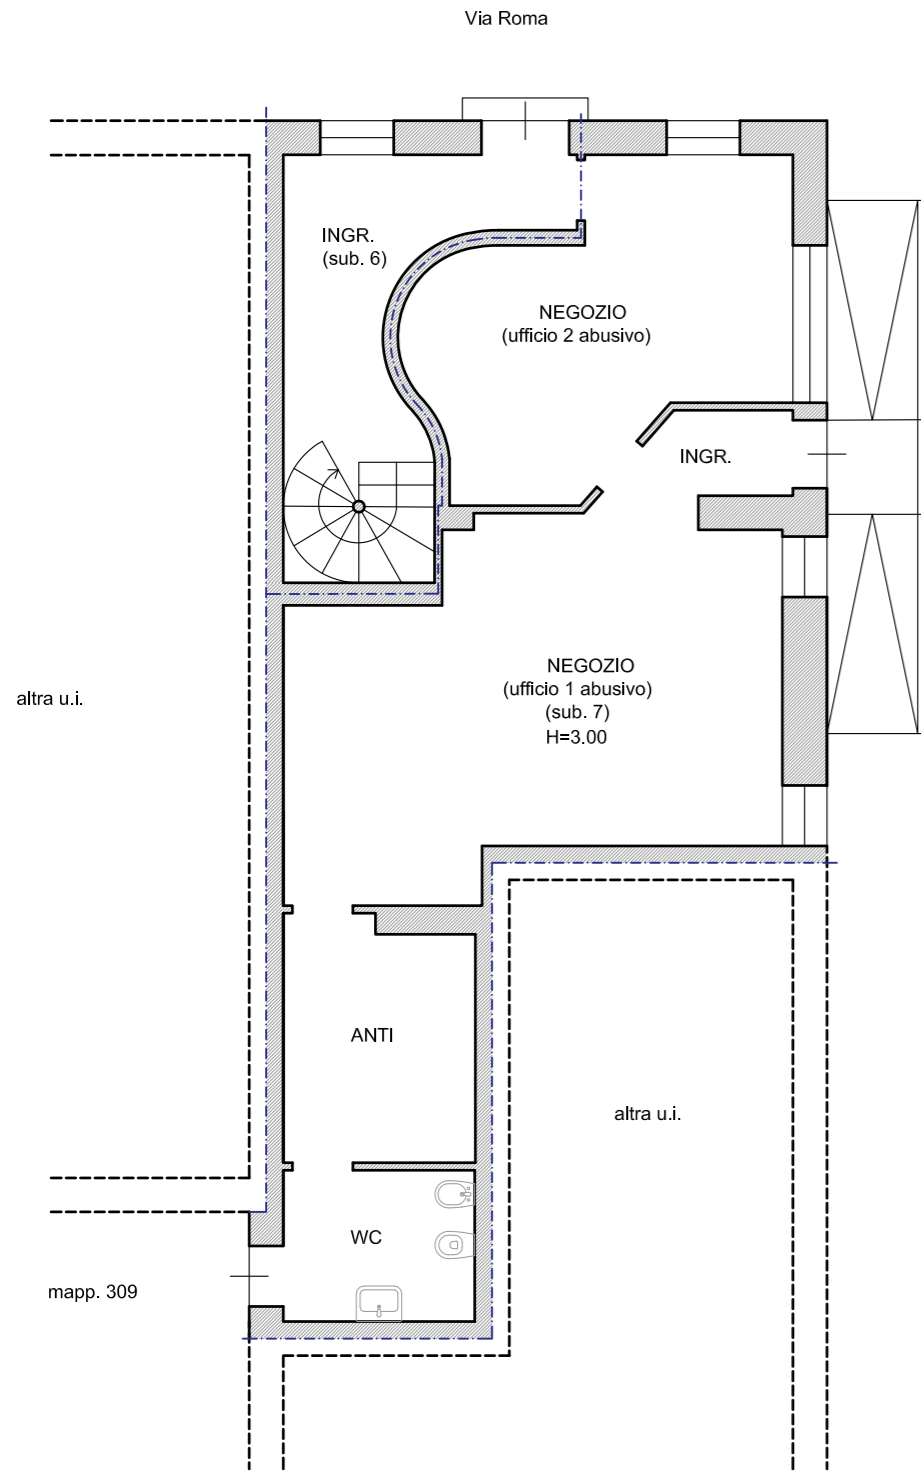 Via Roma
INGR.
(sub. 6)
NEGOZIO
(ufficio 2 abusivo)
INGR.
NEGOZIO
(ufficio 1 abusivo)
(sub. 7)
H=3.00
altra u.i.
ANTI
altra u.i.
WC
mapp. 309